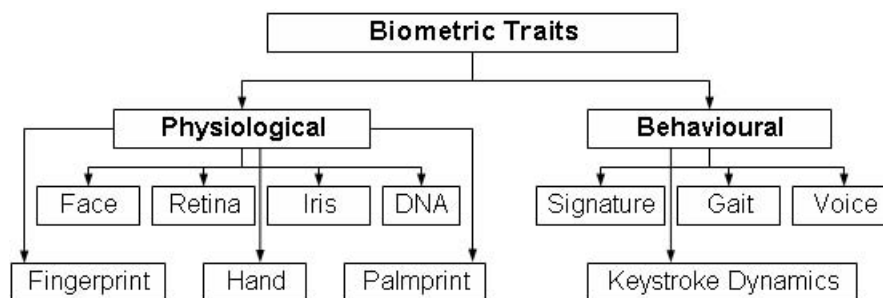 Biometric Traits
Physiological
Behavioural
Face
Retina
Iris
DNA
Signature
Gait
Voice
Fingerprint
Hand
Palmprint
Keystroke Dynamics